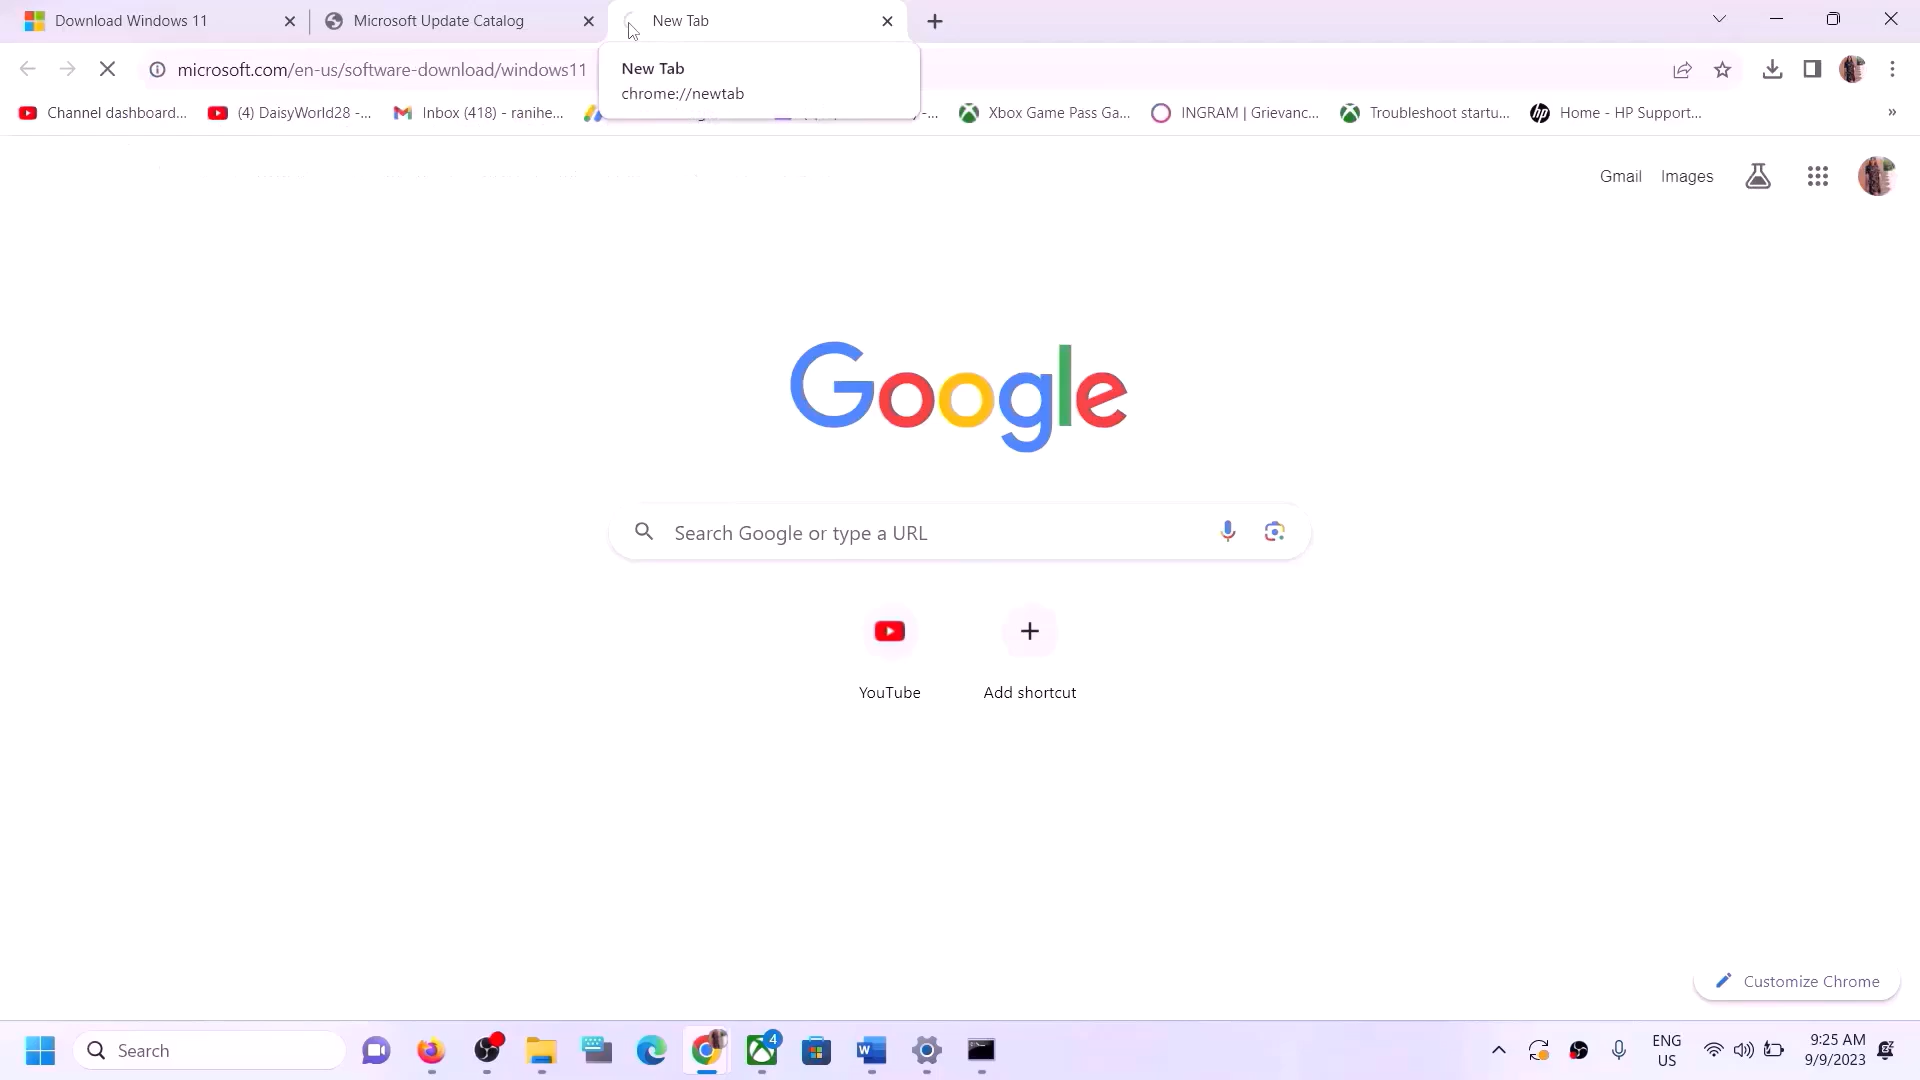 Download Windows 11
Microsoft Update Catalog
New Tab
microsoft.com/en-us/software-download/windows11
New Tab
chrome://newtab
Channel dashboard...
(4) DaisyWorld28 -...
Inbox (418) - ranihe...
-...
Xbox Game Pass Ga...
INGRAM | Grievanc...
Troubleshoot startu...
Home - HP Support...
»
Gmail
Images
Google
Search Google or type a URL
YouTube
Add shortcut
Customize Chrome
Search
4
ENG
US
9:25 AM
9/9/2023